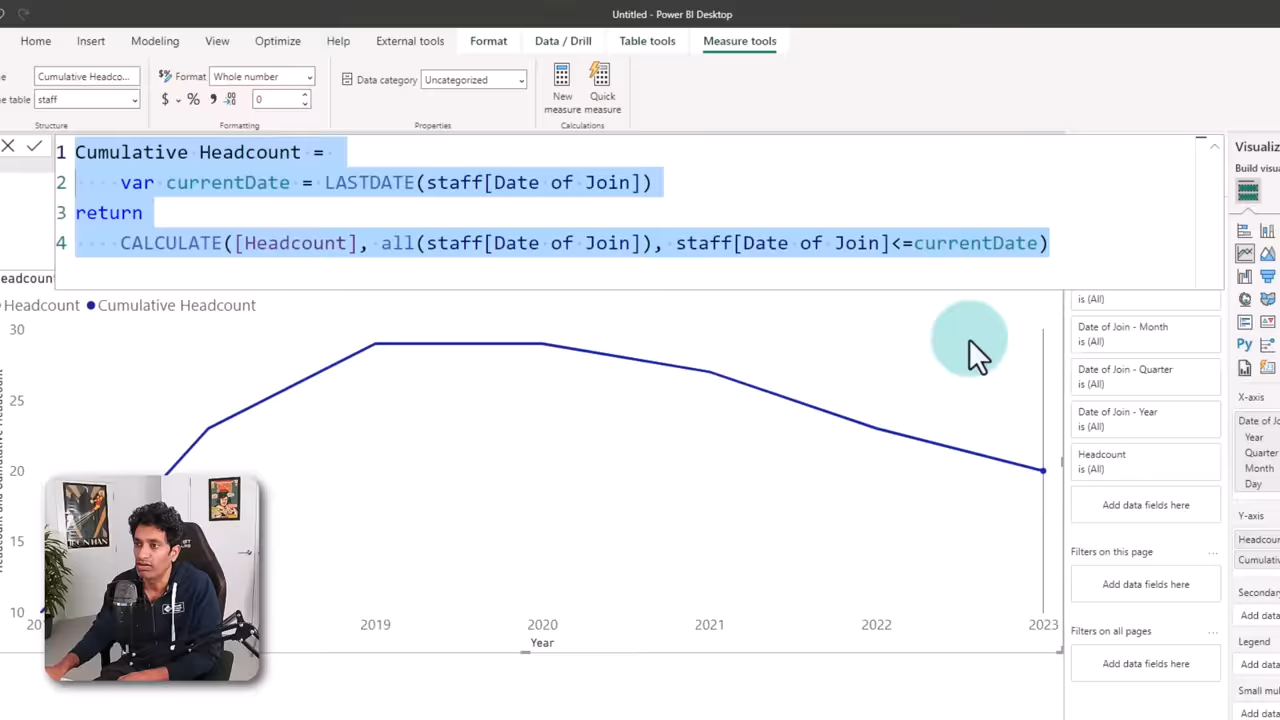 Untitled - Power BI Desktop
Home Insert Modeling View Optimize Help External tools Format Data / Drill Table tools Measure tools
Cumulative Headco...
Format Whole number
Data category Uncategorized
New measure
Quick measure
staff
$ % 9 .00 0
Structure Formatting Properties Calculations
1 Cumulative Headcount =
2 var currentDate = LASTDATE(staff[Date of Join])
3 return
4 CALCULATE([Headcount], all(staff[Date of Join]), staff[Date of Join]<=currentDate)
Headcount Cumulative Headcount
30
25
20
15
10
2019 2020 2021 2022 2023
Year
is (All)
Date of Join - Month
is (All)
Date of Join - Quarter
is (All)
Date of Join - Year
is (All)
Headcount
is (All)
Add data fields here
Filters on this page ...
Add data fields here
Filters on all pages ...
Add data fields here
Build
Py
X-axis
Year
Quarter
Month
Day
Y-axis
Legend